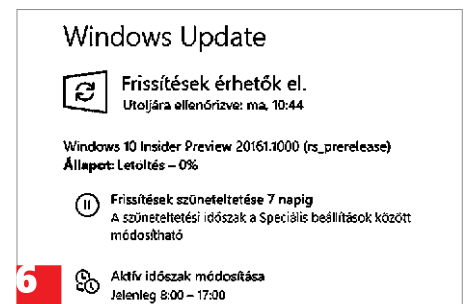 Windows Update
Frissítések érhetők el.
Utoljára ellenőrizve: ma, 10:44
Windows 10 Insider Preview 20161.1000 (rs_prerelease)
Állapot: Letöltés – 0%
Frissítések szüneteltetése 7 napig
A szüneteltetési időszak a Speciális beállítások között
módosítható
6
Aktív időszak módosítása
Jelenleg 8:00 – 17:00